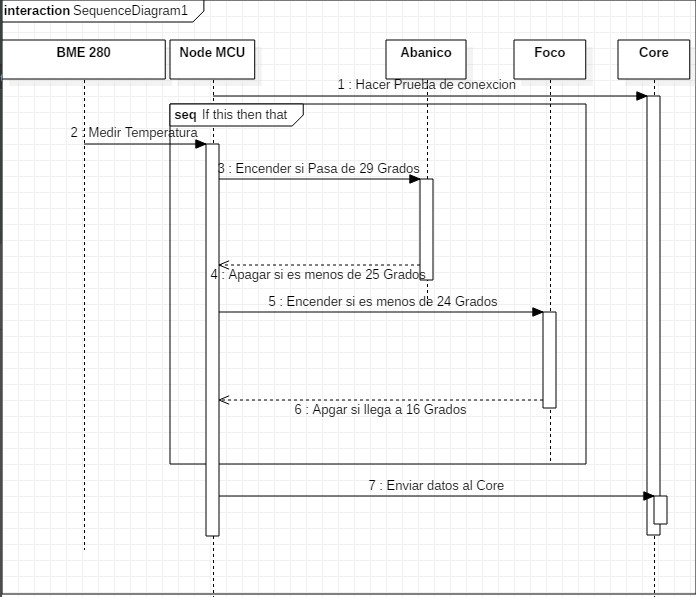 interaction SequenceDiagram1
BME 280
Node MCU
Abanico
Foco
Core
1 : Hacer Prueba de conexcion
seq If this then that
2 : Medir Temperatura
3 : Encender si Pasa de 29 Grados
4 : Apagar si es menos de 25 Grados
5 : Encender si es menos de 24 Grados
6 : Apgar si llega a 16 Grados
7 : Enviar datos al Core